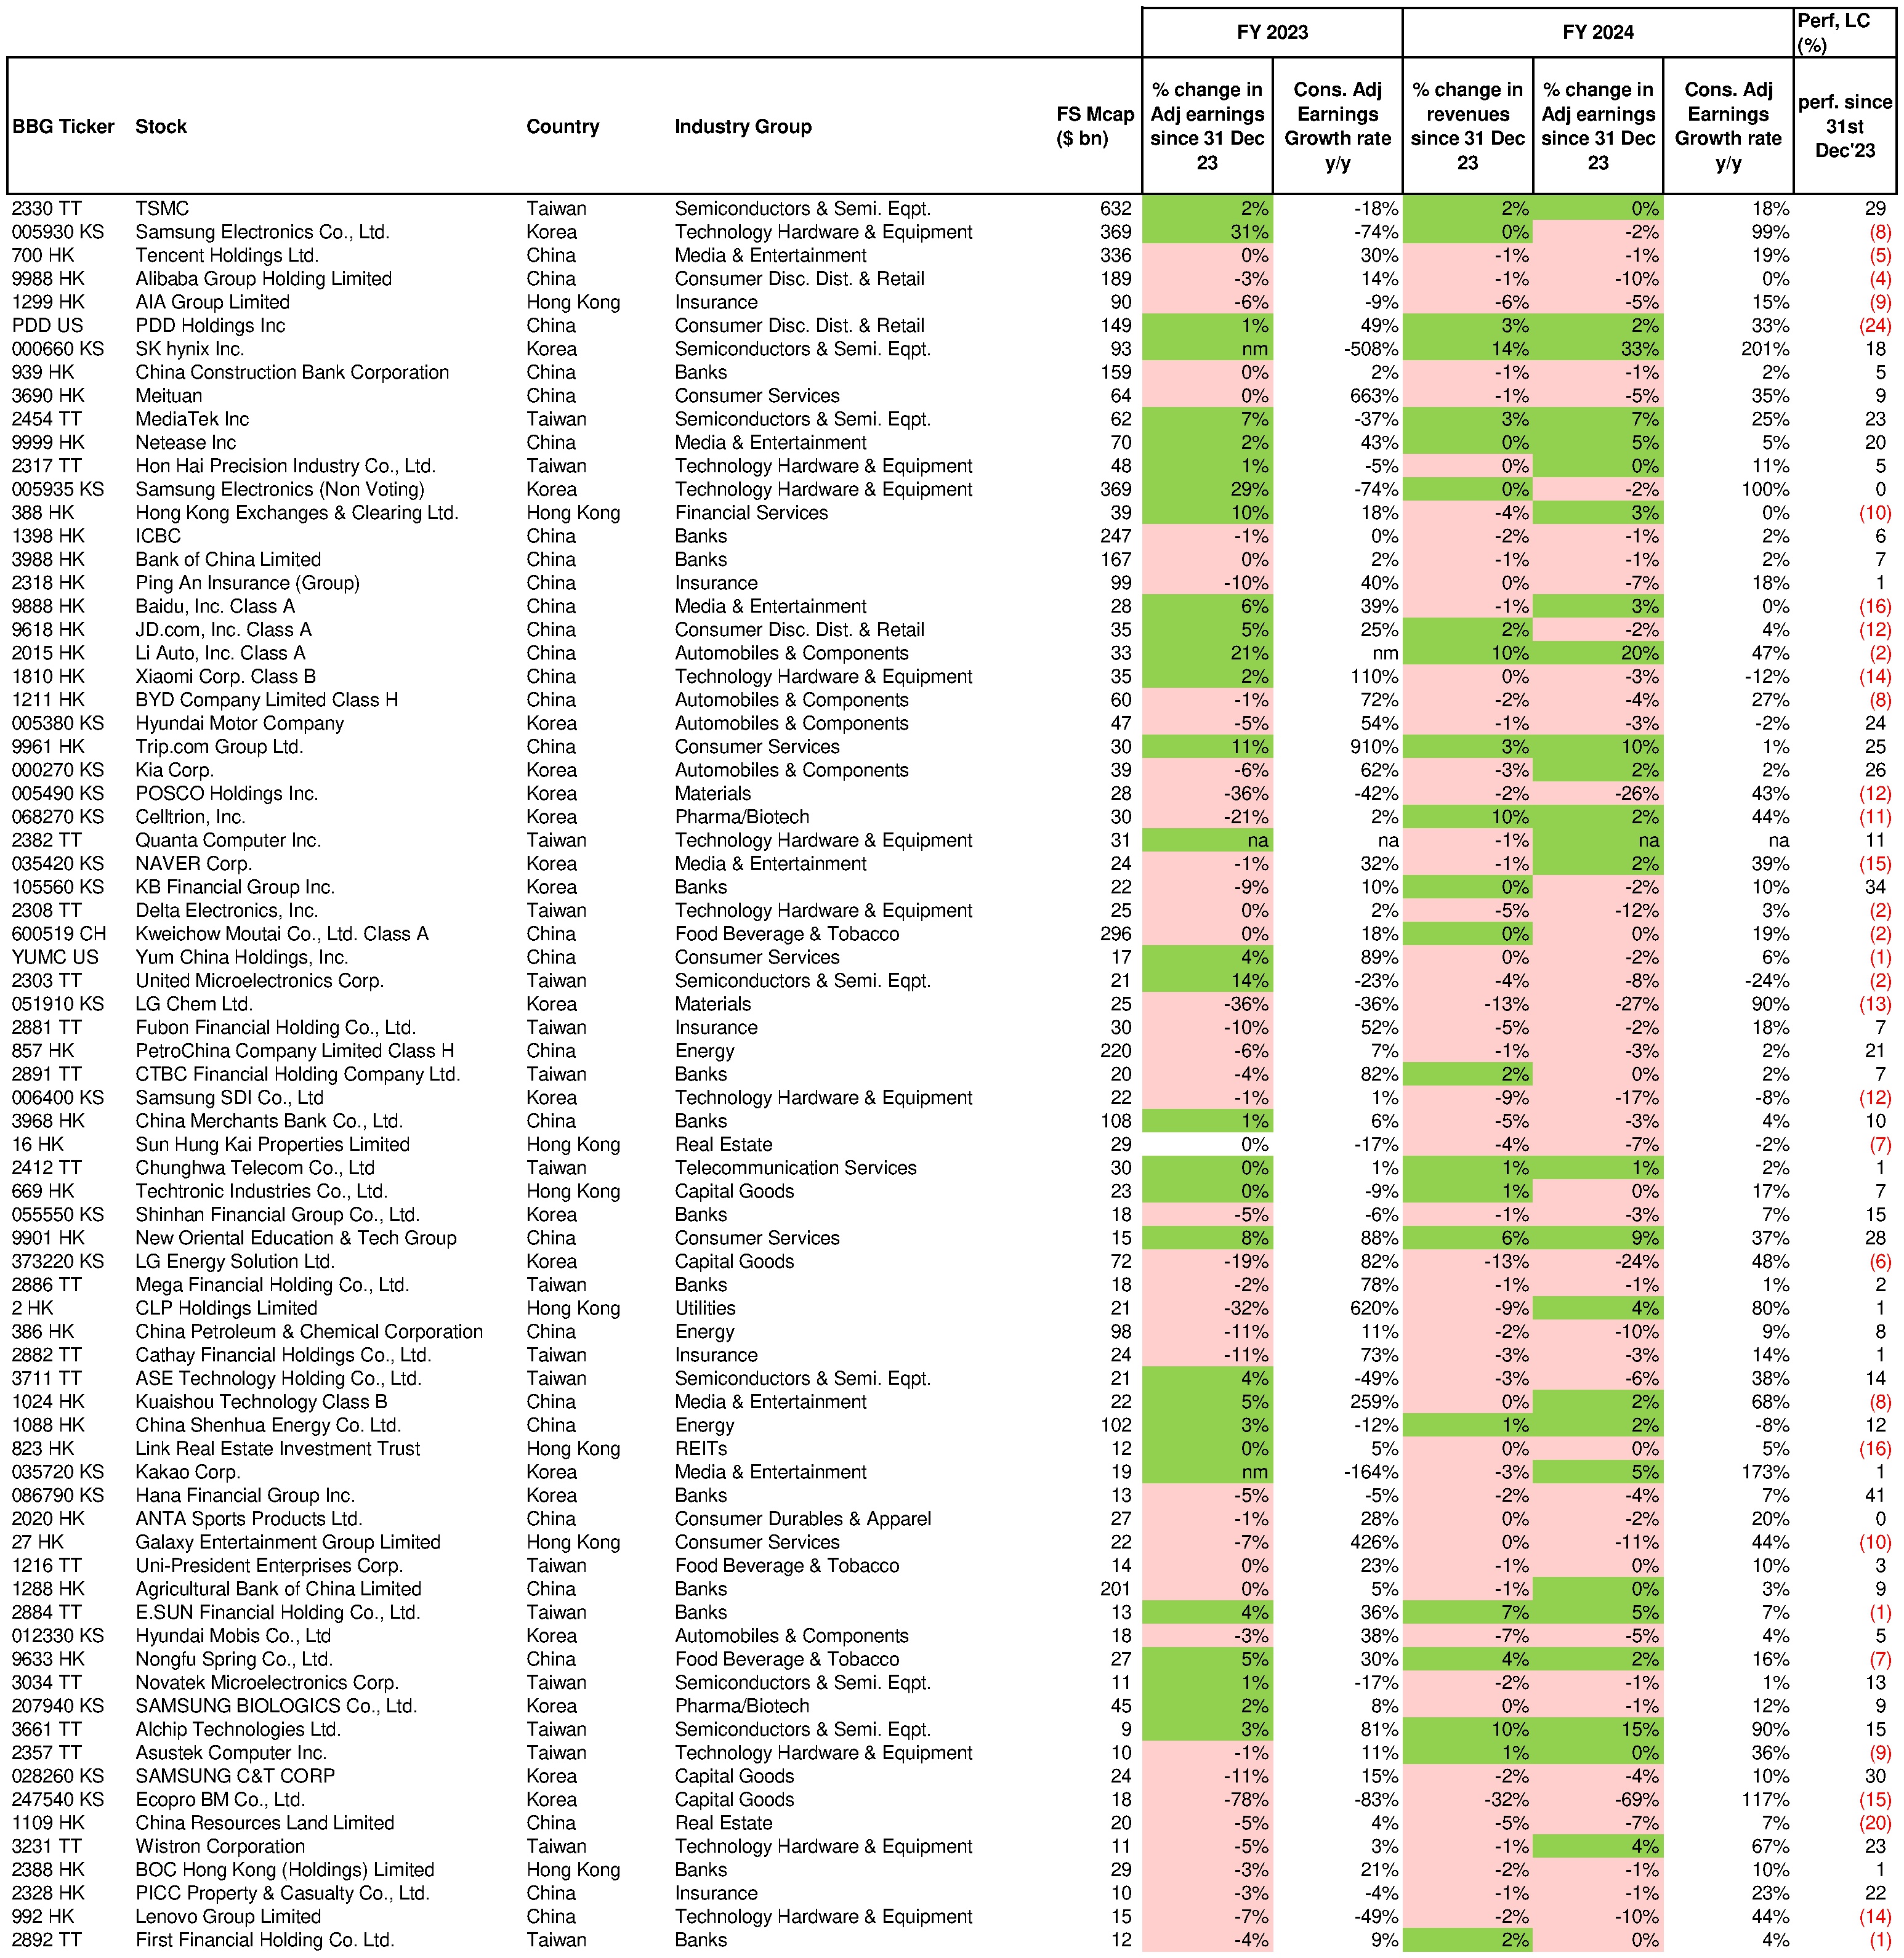 FY 2023 FY 2024 Perf, LC (%)
BBG Ticker Stock Country Industry Group FS Mcap ($ bn) % change in Adj earnings since 31 Dec 23 Cons. Adj Earnings Growth rate y/y % change in revenues since 31 Dec 23 % change in Adj earnings since 31 Dec 23 Cons. Adj Earnings Growth rate y/y perf. since 31st Dec'23
2330 TT TSMC Taiwan Semiconductors & Semi. Eqpt. 632 2% -18% 2% 0% 18% 29
005930 KS Samsung Electronics Co., Ltd. Korea Technology Hardware & Equipment 369 31% -74% 0% -2% 99% (8)
700 HK Tencent Holdings Ltd. China Media & Entertainment 336 0% 30% -1% -1% 19% (5)
9988 HK Alibaba Group Holding Limited China Consumer Disc. Dist. & Retail 189 -3% 14% -1% -10% 0% (4)
1299 HK AIA Group Limited Hong Kong Insurance 90 -6% -9% -6% -5% 15% (9)
PDD US PDD Holdings Inc China Consumer Disc. Dist. & Retail 149 1% 49% 3% 2% 33% (24)
000660 KS SK hynix Inc. Korea Semiconductors & Semi. Eqpt. 93 nm -508% 14% 33% 201% 18
939 HK China Construction Bank Corporation China Banks 159 0% 2% -1% -1% 2% 5
3690 HK Meituan China Consumer Services 64 0% 663% -1% -5% 35% 9
2454 TT MediaTek Inc Taiwan Semiconductors & Semi. Eqpt. 62 7% -37% 3% 7% 25% 23
9999 HK Netease Inc China Media & Entertainment 70 2% 43% 0% 5% 5% 20
2317 TT Hon Hai Precision Industry Co., Ltd. Taiwan Technology Hardware & Equipment 48 1% -5% 0% 0% 11% 5
005935 KS Samsung Electronics (Non Voting) Korea Technology Hardware & Equipment 369 29% -74% 0% -2% 100% 0
388 HK Hong Kong Exchanges & Clearing Ltd. Hong Kong Financial Services 39 10% 18% -4% 3% 0% (10)
1398 HK ICBC China Banks 247 -1% 0% -2% -1% 2% 6
3988 HK Bank of China Limited China Banks 167 0% 2% -1% -1% 2% 7
2318 HK Ping An Insurance (Group) China Insurance 99 -10% 40% 0% -7% 18% 1
9888 HK Baidu, Inc. Class A China Media & Entertainment 28 6% 39% -1% 3% 0% (16)
9618 HK JD.com, Inc. Class A China Consumer Disc. Dist. & Retail 35 5% 25% 2% -2% 4% (12)
2015 HK Li Auto, Inc. Class A China Automobiles & Components 33 21% nm 10% 20% 47% (2)
1810 HK Xiaomi Corp. Class B China Technology Hardware & Equipment 35 2% 110% 0% -3% -12% (14)
1211 HK BYD Company Limited Class H China Automobiles & Components 60 -1% 72% -2% -4% 27% (8)
005380 KS Hyundai Motor Company Korea Automobiles & Components 47 -5% 54% -1% -3% -2% 24
9961 HK Trip.com Group Ltd. China Consumer Services 30 11% 910% 3% 10% 1% 25
000270 KS Kia Corp. Korea Automobiles & Components 39 -6% 62% -3% 2% 2% 26
005490 KS POSCO Holdings Inc. Korea Materials 28 -36% -42% -2% -26% 43% (12)
068270 KS Celltrion, Inc. Korea Pharma/Biotech 30 -21% 2% 10% 2% 44% (11)
2382 TT Quanta Computer Inc. Taiwan Technology Hardware & Equipment 31 na na -1% na na 11
035420 KS NAVER Corp. Korea Media & Entertainment 24 -1% 32% -1% 2% 39% (15)
105560 KS KB Financial Group Inc. Korea Banks 22 -9% 10% 0% -2% 10% 34
2308 TT Delta Electronics, Inc. Taiwan Technology Hardware & Equipment 25 0% 2% -5% -12% 3% (2)
600519 CH Kweichow Moutai Co., Ltd. Class A China Food Beverage & Tobacco 296 0% 18% 0% 0% 19% (2)
YUMC US Yum China Holdings, Inc. China Consumer Services 17 4% 89% 0% -2% 6% (1)
2303 TT United Microelectronics Corp. Taiwan Semiconductors & Semi. Eqpt. 21 14% -23% -4% -8% -24% (2)
051910 KS LG Chem Ltd. Korea Materials 25 -36% -36% -13% -27% 90% (13)
2881 TT Fubon Financial Holding Co., Ltd. Taiwan Insurance 30 -10% 52% -5% -2% 18% 7
857 HK PetroChina Company Limited Class H China Energy 220 -6% 7% -1% -3% 2% 21
2891 TT CTBC Financial Holding Company Ltd. Taiwan Banks 20 -4% 82% 2% 0% 2% 7
006400 KS Samsung SDI Co., Ltd Korea Technology Hardware & Equipment 22 -1% 1% -9% -17% -8% (12)
3968 HK China Merchants Bank Co., Ltd. China Banks 108 1% 6% -5% -3% 4% 10
16 HK Sun Hung Kai Properties Limited Hong Kong Real Estate 29 0% -17% -4% -7% -2% (7)
2412 TT Chunghwa Telecom Co., Ltd Taiwan Telecommunication Services 30 0% 1% 1% 1% 2% 1
669 HK Techtronic Industries Co., Ltd. Hong Kong Capital Goods 23 0% -9% 1% 0% 17% 7
055550 KS Shinhan Financial Group Co., Ltd. Korea Banks 18 -5% -6% -1% -3% 7% 15
9901 HK New Oriental Education & Tech Group China Consumer Services 15 8% 88% 6% 9% 37% 28
373220 KS LG Energy Solution Ltd. Korea Capital Goods 72 -19% 82% -13% -24% 48% (6)
2886 TT Mega Financial Holding Co., Ltd. Taiwan Banks 18 -2% 78% -1% -1% 1% 2
2 HK CLP Holdings Limited Hong Kong Utilities 21 -32% 620% -9% 4% 80% 1
386 HK China Petroleum & Chemical Corporation China Energy 98 -11% 11% -2% -10% 9% 8
2882 TT Cathay Financial Holdings Co., Ltd. Taiwan Insurance 24 -11% 73% -3% -3% 14% 1
3711 TT ASE Technology Holding Co., Ltd. Taiwan Semiconductors & Semi. Eqpt. 21 4% -49% -3% -6% 38% 14
1024 HK Kuaishou Technology Class B China Media & Entertainment 22 5% 259% 0% 2% 68% (8)
1088 HK China Shenhua Energy Co. Ltd. China Energy 102 3% -12% 1% 2% -8% 12
823 HK Link Real Estate Investment Trust Hong Kong REITs 12 0% 5% 0% 0% 5% (16)
035720 KS Kakao Corp. Korea Media & Entertainment 19 nm -164% -3% 5% 173% 1
086790 KS Hana Financial Group Inc. Korea Banks 13 -5% -5% -2% -4% 7% 41
2020 HK ANTA Sports Products Ltd. China Consumer Durables & Apparel 27 -1% 28% 0% -2% 20% 0
27 HK Galaxy Entertainment Group Limited Hong Kong Consumer Services 22 -7% 426% 0% -11% 44% (10)
1216 TT Uni-President Enterprises Corp. Taiwan Food Beverage & Tobacco 14 0% 23% -1% 0% 10% 3
1288 HK Agricultural Bank of China Limited China Banks 201 0% 5% -1% 0% 3% 9
2884 TT E.SUN Financial Holding Co., Ltd. Taiwan Banks 13 4% 36% 7% 5% 7% (1)
012330 KS Hyundai Mobis Co., Ltd Korea Automobiles & Components 18 -3% 38% -7% -5% 4% 5
9633 HK Nongfu Spring Co., Ltd. China Food Beverage & Tobacco 27 5% 30% 4% 2% 16% (7)
3034 TT Novatek Microelectronics Corp. Taiwan Semiconductors & Semi. Eqpt. 11 1% -17% -2% -1% 1% 13
207940 KS SAMSUNG BIOLOGICS Co., Ltd. Korea Pharma/Biotech 45 2% 8% 0% -1% 12% 9
3661 TT Alchip Technologies Ltd. Taiwan Semiconductors & Semi. Eqpt. 9 3% 81% 10% 15% 90% 15
2357 TT Asustek Computer Inc. Taiwan Technology Hardware & Equipment 10 -1% 11% 1% 0% 36% (9)
028260 KS SAMSUNG C&T CORP Korea Capital Goods 24 -11% 15% -2% -4% 10% 30
247540 KS Ecopro BM Co., Ltd. Korea Capital Goods 18 -78% -83% -32% -69% 117% (15)
1109 HK China Resources Land Limited China Real Estate 20 -5% 4% -5% -7% 7% (20)
3231 TT Wistron Corporation Taiwan Technology Hardware & Equipment 11 -5% 3% -1% 4% 67% 23
2388 HK BOC Hong Kong (Holdings) Limited Hong Kong Banks 29 -3% 21% -2% -1% 10% 1
2328 HK PICC Property & Casualty Co., Ltd. China Insurance 10 -3% -4% -1% -1% 23% 22
992 HK Lenovo Group Limited China Technology Hardware & Equipment 15 -7% -49% -2% -10% 44% (14)
2892 TT First Financial Holding Co. Ltd. Taiwan Banks 12 -4% 9% 2% 0% 4% (1)